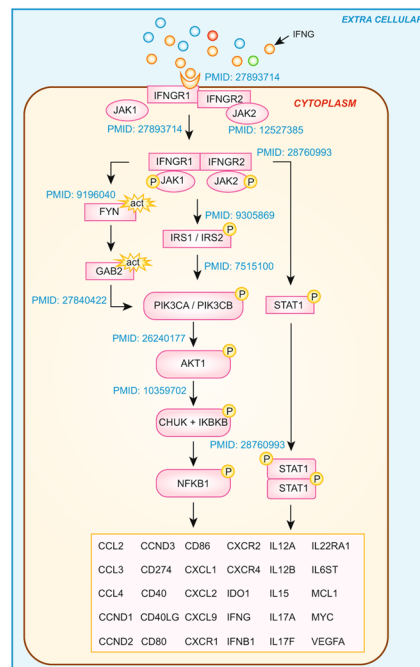 EXTRA CELLULAR
IFNG
PMID: 27893714
IFNGR1
IFNGR2
CYTOPLASM
JAK1
JAK2
PMID: 27893714
PMID: 12527385
PMID: 28760993
IFNGR1
IFNGR2
P
JAK1
JAK2
P
PMID: 9196040
act
FYN
PMID: 9305869
P
IRS1 / IRS2
act
GAB2
PMID: 7515100
PMID: 27840422
P
PIK3CA / PIK3CB
P
STAT1
PMID: 26240177
P
AKT1
PMID: 10359702
P
CHUK + IKBKB
PMID: 28760993
P
NFKB1
P
STAT1
P
STAT1
CCL2 CCND3 CD86 CXCR2 IL12A IL22RA1
CCL3 CD274 CXCL1 CXCR4 IL12B IL6ST
CCL4 CD40 CXCL2 IDO1 IL15 MCL1
CCND1 CD40LG CXCL9 IFNG IL17A MYC
CCND2 CD80 CXCR1 IFNB1 IL17F VEGFA